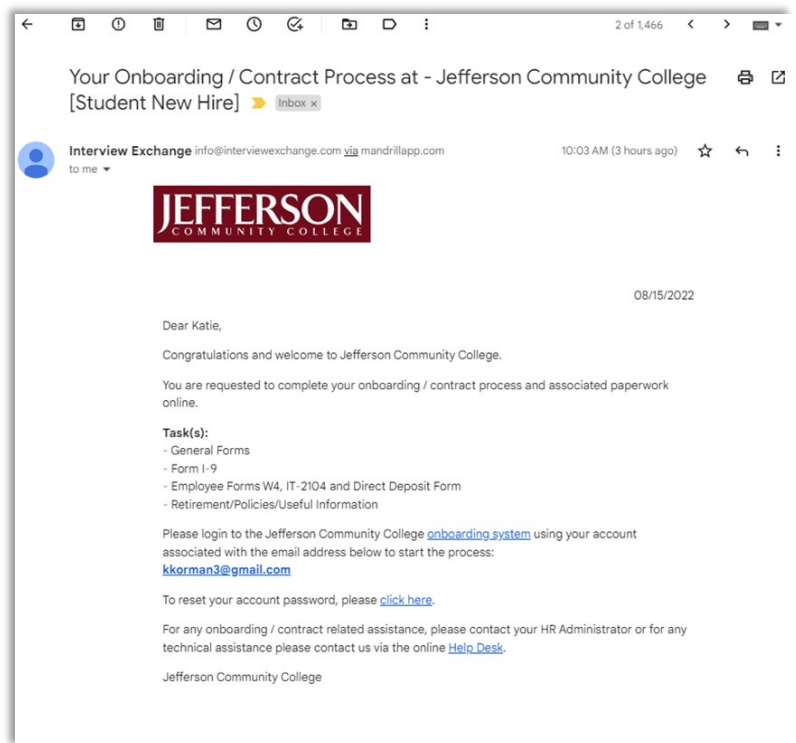 2 of 1,466
Your Onboarding / Contract Process at - Jefferson Community College
[Student New Hire] Inbox x
Interview Exchange info@interviewexchange.com via mandrillapp.com 10:03 AM (3 hours ago)
to me
JEFFERSON
COMMUNITY COLLEGE
08/15/2022
Dear Katie,
Congratulations and welcome to Jefferson Community College.
You are requested to complete your onboarding / contract process and associated paperwork
online.
Task(s):
- General Forms
- Form I-9
- Employee Forms W4, IT-2104 and Direct Deposit Form
- Retirement/Policies/Useful Information
Please login to the Jefferson Community College onboarding system using your account
associated with the email address below to start the process:
kkorman3@gmail.com
To reset your account password, please click here.
For any onboarding / contract related assistance, please contact your HR Administrator or for any
technical assistance please contact us via the online Help Desk.
Jefferson Community College